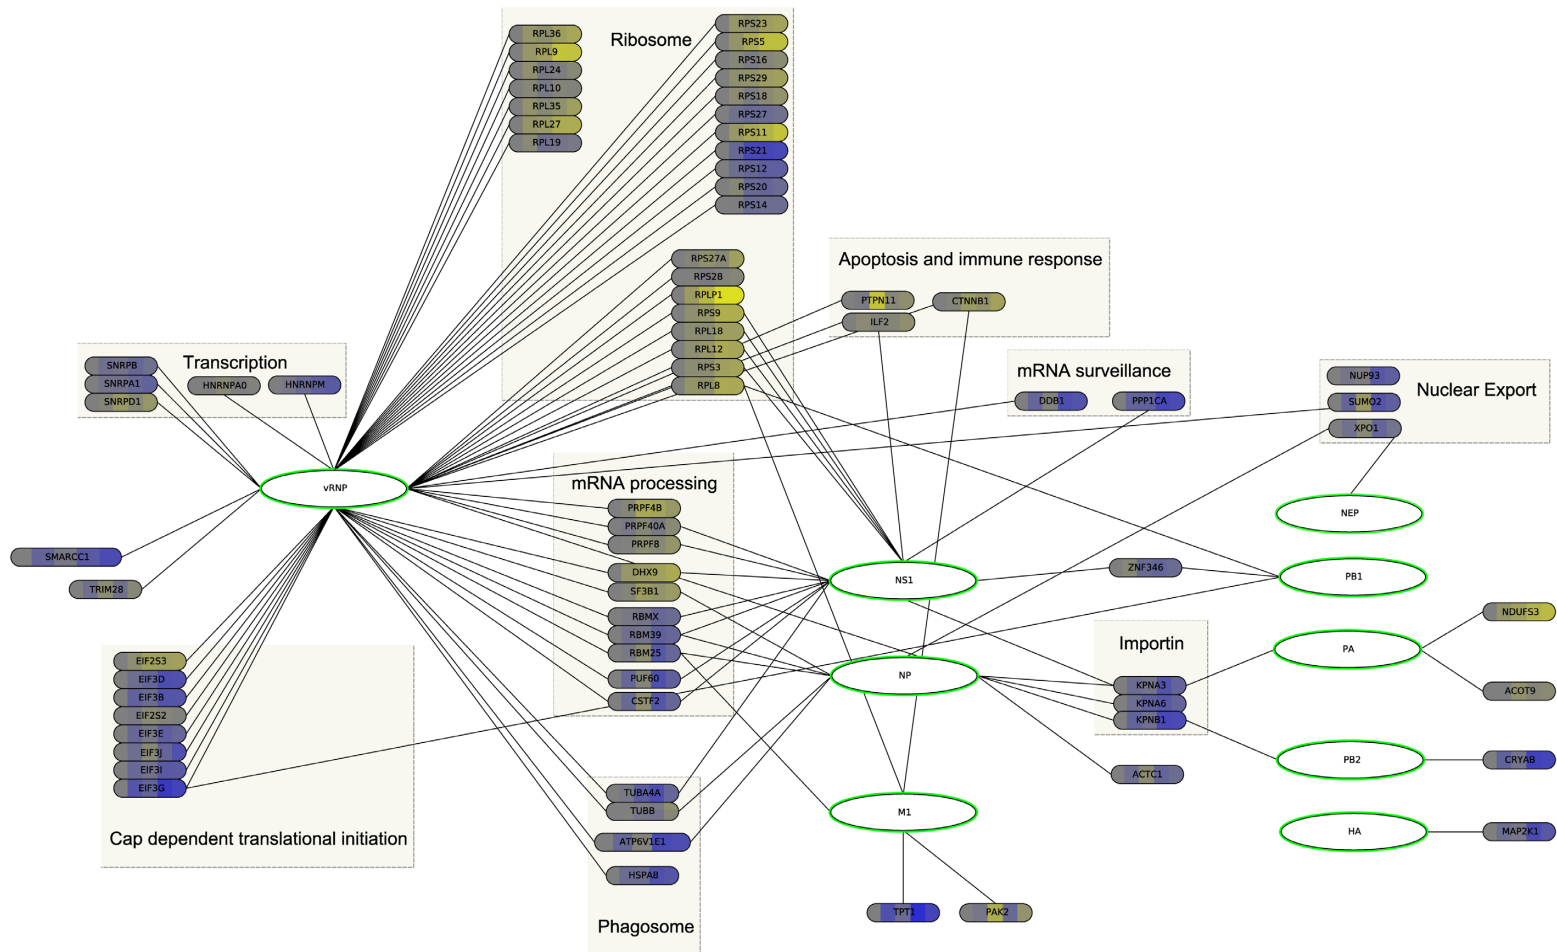 Ribosome
RPL36
RPL9
RPL24
RPL10
RPL35
RPL27
RPL19
RPS23
RPS5
RPS16
RPS29
RPS18
RPS27
RPS11
RPS21
RPS12
RPS20
RPS14
RPS27A
RPS28
RPLP1
RPS9
RPL18
RPL12
RPS3
RPL8
Apoptosis and immune response
PTPN11
ILF2
CTNNB1
Transcription
SNRPB
SNRPA1
SNRPD1
HNRNPA0
HNRNPM
mRNA surveillance
DDB1
PPP1CA
Nuclear Export
NUP93
SUMO2
XPO1
vRNP
SMARCC1
TRIM28
mRNA processing
PRPF4B
PRPF40A
PRPF8
DHX9
SF3B1
RBMX
RBM39
RBM25
PUF60
CSTF2
NEP
NS1
ZNF346
PB1
NDUFS3
PA
ACOT9
NP
Importin
KPNA3
KPNA6
KPNB1
ACTC1
PB2
CRYAB
HA
MAP2K1
EIF2S3
EIF3D
EIF3B
EIF2S2
EIF3E
EIF3J
EIF3I
EIF3G
Cap dependent translational initiation
TUBA4A
TUBB
ATP6V1E1
HSPA8
Phagosome
M1
TPT1
PAK2